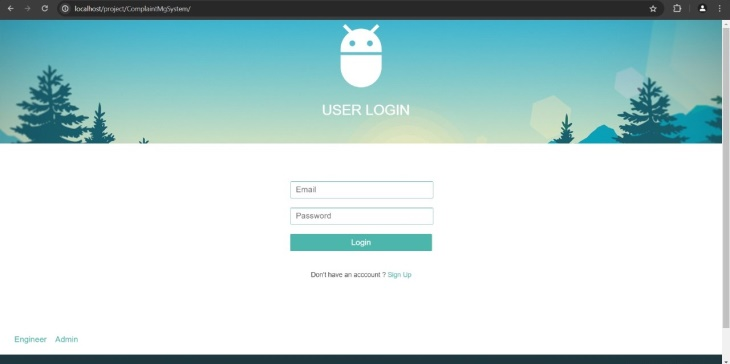 localhost/project/ComplaintMgSystem/
USER LOGIN
Email
Password
Login
Don't have an acccount ? Sign Up
Engineer Admin